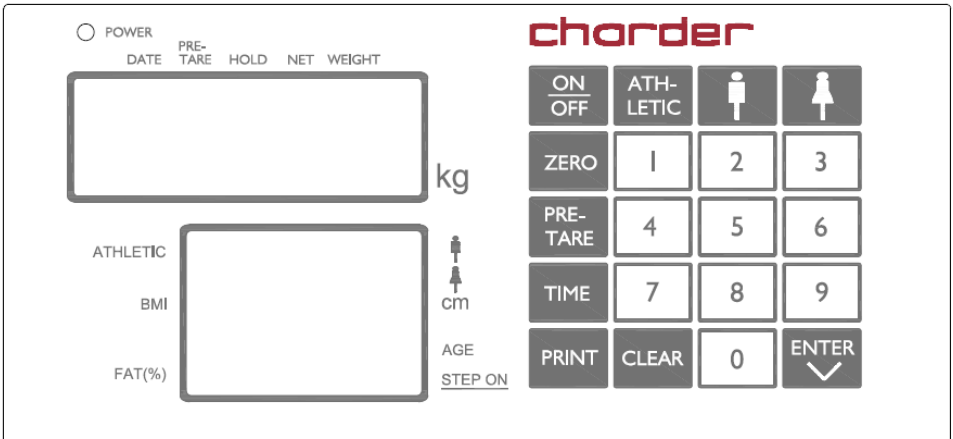 POWER
DATE PRE-TARE HOLD NET WEIGHT
kg
ATHLETIC
BMI
cm
FAT(%)
AGE
STEP ON
charder
ON
OFF
ATH-
LETIC
ZERO 1 2 3
PRE-
TARE
4 5 6
TIME 7 8 9
PRINT CLEAR 0 ENTER